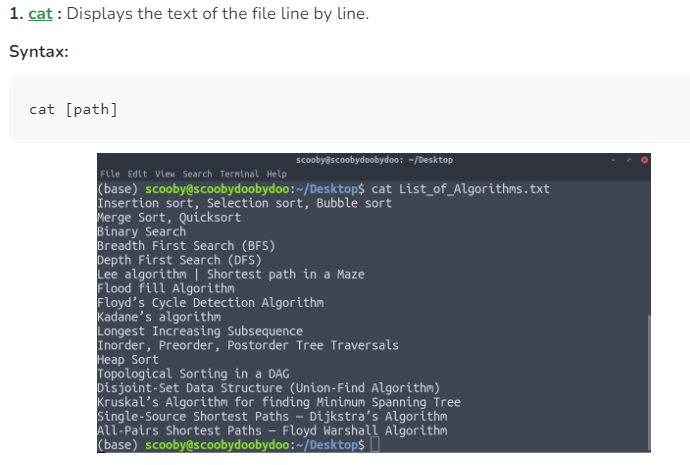 1. cat : Displays the text of the file line by line.
Syntax:
cat [path]
scooby@scoobydoobydoo: ~/Desktop
File Edit View Search Terminal Help
(base) scooby@scoobydoobydoo:~/Desktop$ cat List_of_Algorithms.txt
Insertion sort, Selection sort, Bubble sort
Merge Sort, Quicksort
Binary Search
Breadth First Search (BFS)
Depth First Search (DFS)
Lee algorithm | Shortest path in a Maze
Flood fill Algorithm
Floyd’s Cycle Detection Algorithm
Kadane’s algorithm
Longest Increasing Subsequence
Inorder, Preorder, Postorder Tree Traversals
Heap Sort
Topological Sorting in a DAG
Disjoint-Set Data Structure (Union-Find Algorithm)
Kruskal’s Algorithm for finding Minimum Spanning Tree
Single-Source Shortest Paths — Dijkstra’s Algorithm
All-Pairs Shortest Paths — Floyd Warshall Algorithm
(base) scooby@scoobydoobydoo:~/Desktop$